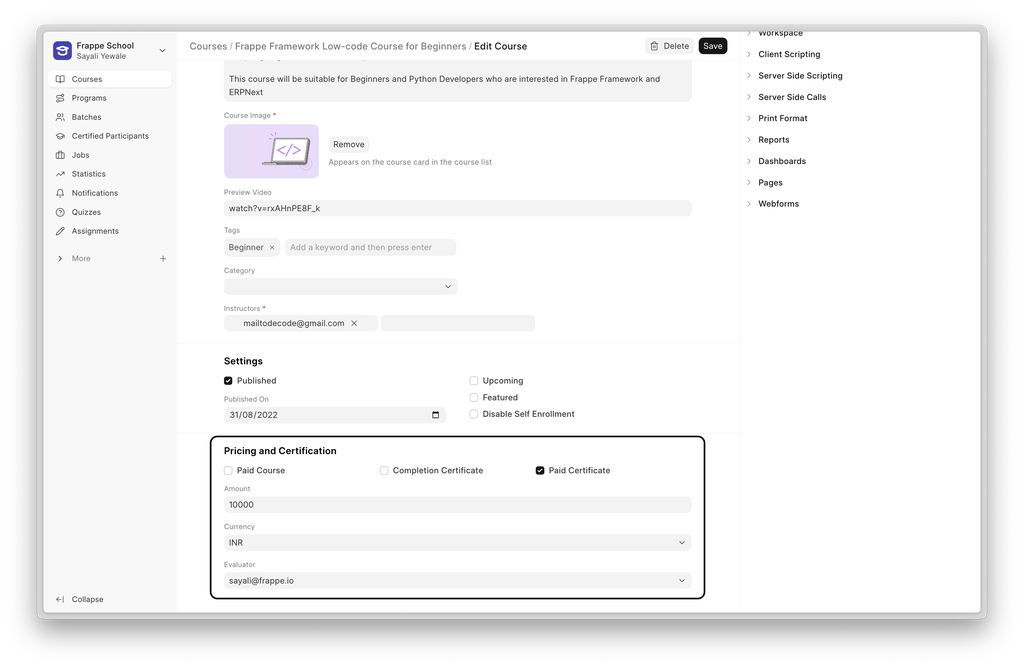 Frappe School
Sayali Yewale
Courses
Programs
Batches
Certified Participants
Jobs
Statistics
Notifications
Quizzes
Assignments
More
Collapse
Courses / Frappe Framework Low-code Course for Beginners / Edit Course
Delete
Save
This course will be suitable for Beginners and Python Developers who are interested in Frappe Framework and
ERPNext
Course Image *
</>
Remove
Appears on the course card in the course list
Preview Video
watch?v=rxAHnPE8F_k
Tags
Beginner ×
Add a keyword and then press enter
Category
Instructors *
mailtodecode@gmail.com
Settings
Published
Upcoming
Published On
Featured
31/08/2022
Disable Self Enrollment
Pricing and Certification
Paid Course
Completion Certificate
Paid Certificate
Amount
10000
Currency
INR
Evaluator
sayali@frappe.io
Workspace
Client Scripting
Server Side Scripting
Server Side Calls
Print Format
Reports
Dashboards
Pages
Webforms